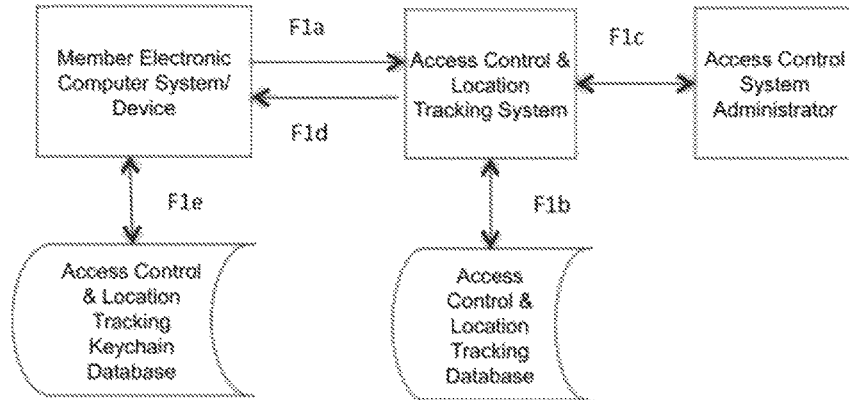 F1a
F1c
Member Electronic
Computer System/
Device
Access Control &
Location
Tracking System
Access Control
System
Administrator
F1d
F1e
F1b
Access Control
& Location
Tracking
Keychain
Database
Access
Control &
Location
Tracking
Database